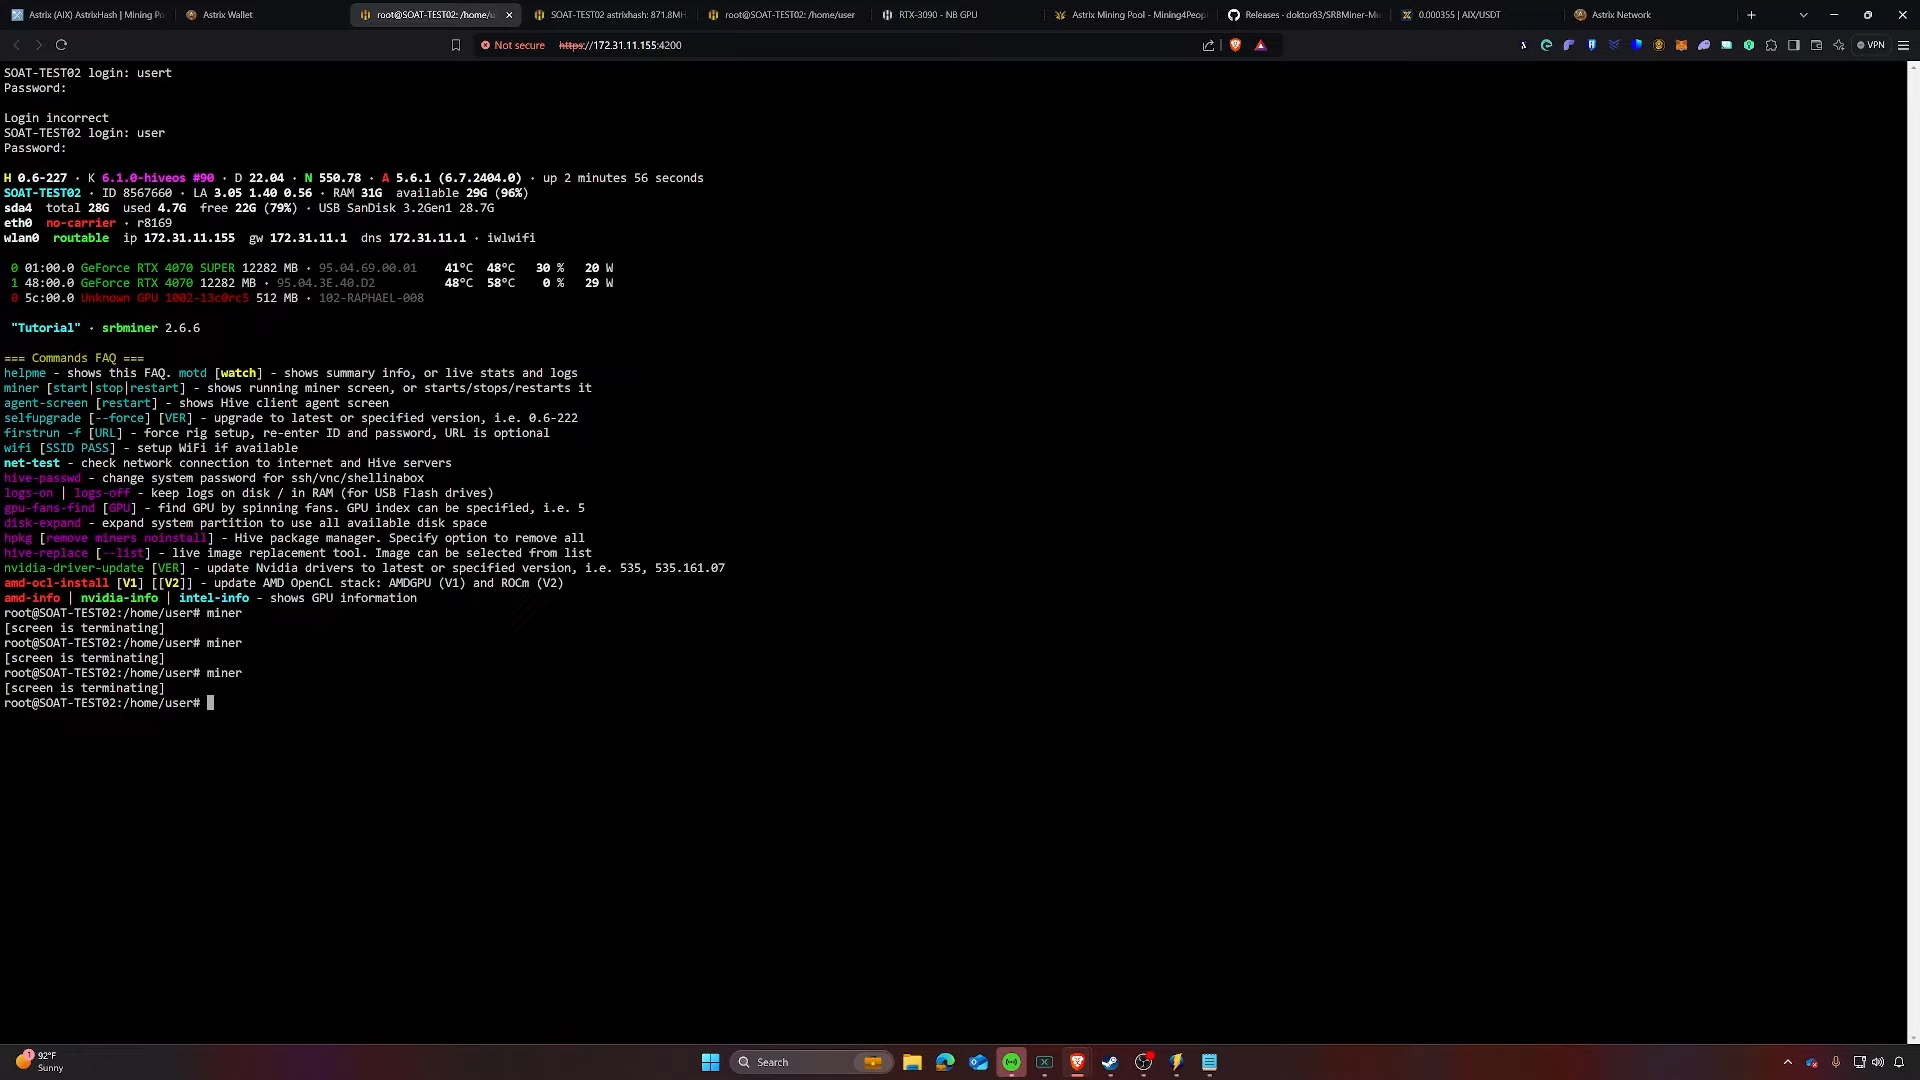 Astrix (AIX) AstrixHash | Mining Po
Astrix Wallet
root@SOAT-TEST02: /home/u
SOAT-TEST02 astrixhash: 871.8MH
root@SOAT-TEST02: /home/user
RTX-3090 - NB GPU
Astrix Mining Pool - Mining4Peop
Releases · doktor83/SRBMiner-Mu
0.000355 | AIX/USDT
Astrix Network
Not secure https://172.31.11.155:4200
VPN
SOAT-TEST02 login: usert
Password:
Login incorrect
SOAT-TEST02 login: user
Password:
H 0.6-227 · K 6.1.0-hiveos #90 · D 22.04 · N 550.78 · A 5.6.1 (6.7.2404.0) · up 2 minutes 56 seconds
SOAT-TEST02 · ID 8567660 · LA 3.05 1.40 0.56 · RAM 31G available 29G (96%)
sda4 total 28G used 4.7G free 22G (79%) · USB SanDisk 3.2Gen1 28.7G
eth0 no-carrier · r8169
wlan0 routable ip 172.31.11.155 gw 172.31.11.1 dns 172.31.11.1 · iwlwifi
0 01:00.0 GeForce RTX 4070 SUPER 12282 MB · 95.04.69.00.01 41°C 48°C 30 % 20 W
1 48:00.0 GeForce RTX 4070 12282 MB · 95.04.3E.40.D2 48°C 58°C 0 % 29 W
0 5c:00.0 Unknown GPU 1002-13c0rc5 512 MB · 102-RAPHAEL-008
"Tutorial" · srbminer 2.6.6
=== Commands FAQ ===
helpme - shows this FAQ. motd [watch] - shows summary info, or live stats and logs
miner [start|stop|restart] - shows running miner screen, or starts/stops/restarts it
agent-screen [restart] - shows Hive client agent screen
selfupgrade [--force] [VER] - upgrade to latest or specified version, i.e. 0.6-222
firstrun -f [URL] - force rig setup, re-enter ID and password, URL is optional
wifi [SSID PASS] - setup WiFi if available
net-test - check network connection to internet and Hive servers
hive-passwd - change system password for ssh/vnc/shellinabox
logs-on | logs-off - keep logs on disk / in RAM (for USB Flash drives)
gpu-fans-find [GPU] - find GPU by spinning fans. GPU index can be specified, i.e. 5
disk-expand - expand system partition to use all available disk space
hpkg [remove miners noinstall] - Hive package manager. Specify option to remove all
hive-replace [--list] - live image replacement tool. Image can be selected from list
nvidia-driver-update [VER] - update Nvidia drivers to latest or specified version, i.e. 535, 535.161.07
amd-ocl-install [V1] [[V2]] - update AMD OpenCL stack: AMDGPU (V1) and ROCm (V2)
amd-info | nvidia-info | intel-info - shows GPU information
root@SOAT-TEST02:/home/user# miner
[screen is terminating]
root@SOAT-TEST02:/home/user# miner
[screen is terminating]
root@SOAT-TEST02:/home/user# miner
[screen is terminating]
root@SOAT-TEST02:/home/user#
1
92°F
Sunny
Search